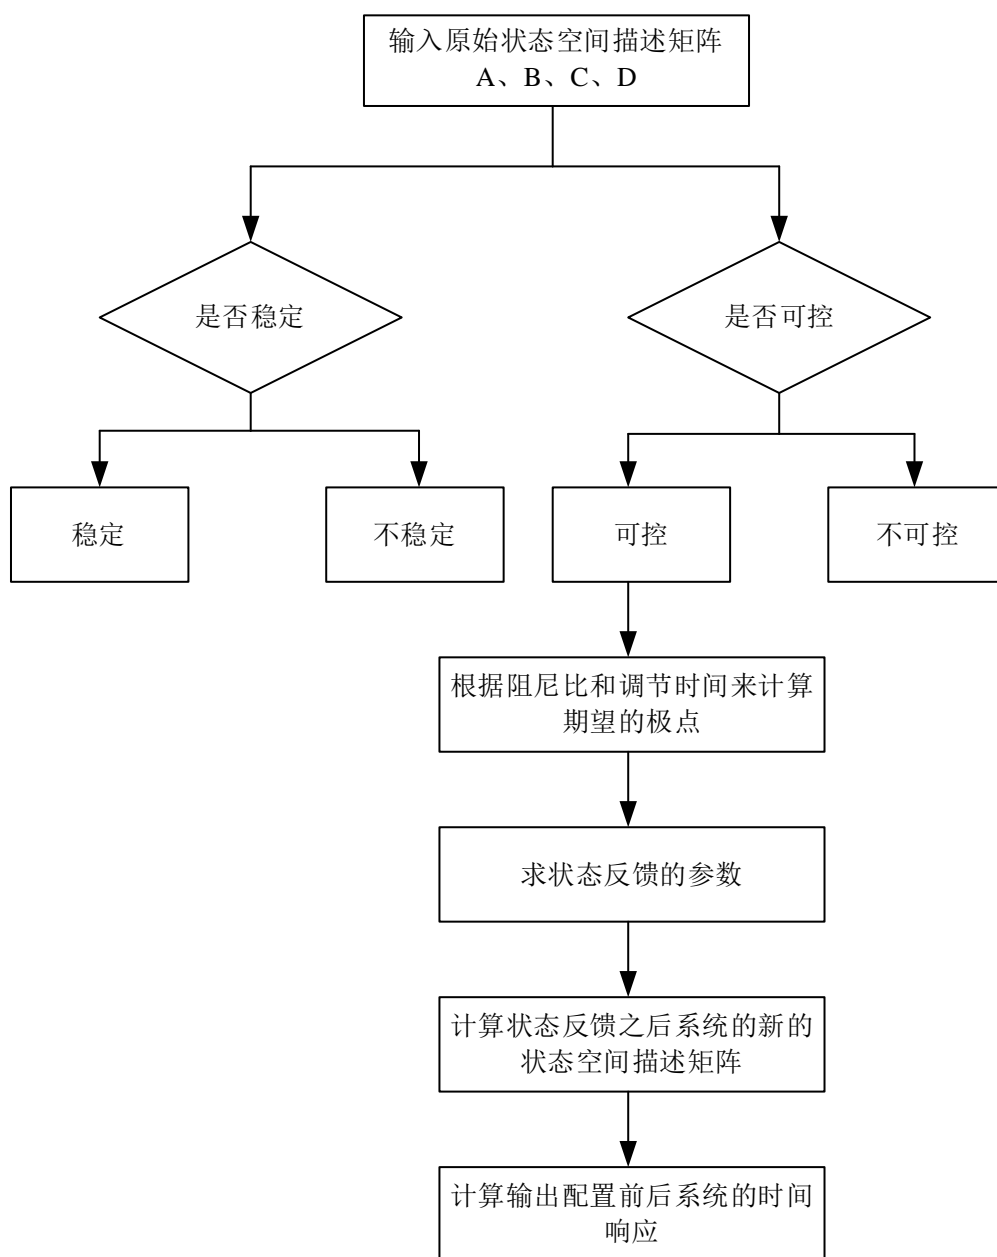 输入原始状态空间描述矩阵
A、B、C、D
是否稳定
是否可控
稳定
不稳定
可控
不可控
根据阻尼比和调节时间来计算
期望的极点
求状态反馈的参数
计算状态反馈之后系统的新的
状态空间描述矩阵
计算输出配置前后系统的时间
响应